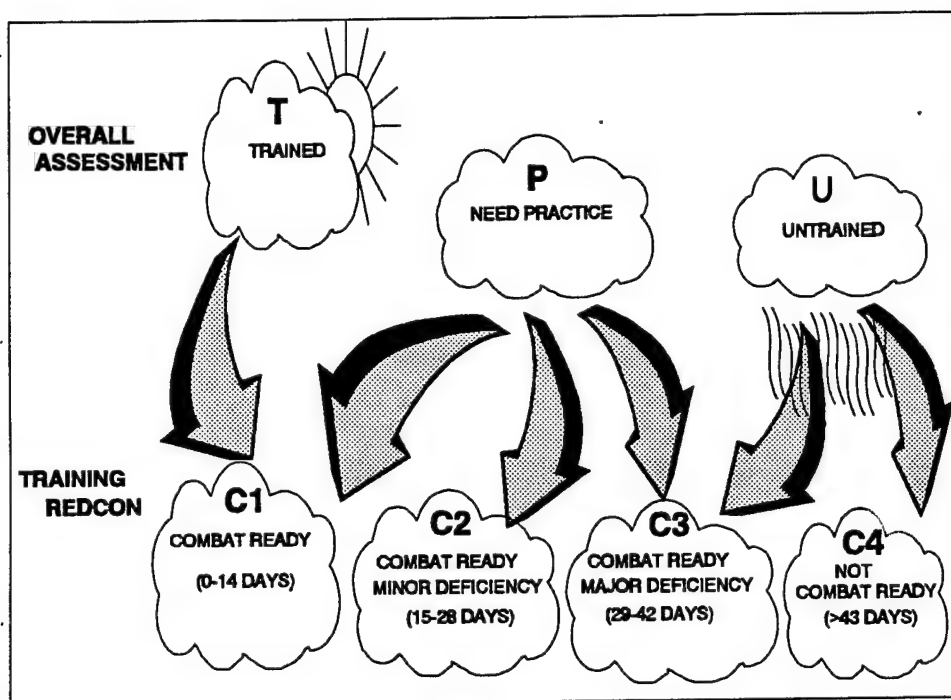 OVERALL
ASSESSMENT
T
TRAINED
P
NEED PRACTICE
U
UNTRAINED
TRAINING
REDCON
C1
COMBAT READY
(0-14 DAYS)
C2
COMBAT READY
MINOR DEFICIENCY
(15-28 DAYS)
C3
COMBAT READY
MAJOR DEFICIENCY
(29-42 DAYS)
C4
NOT
COMBAT READY
(>43 DAYS)